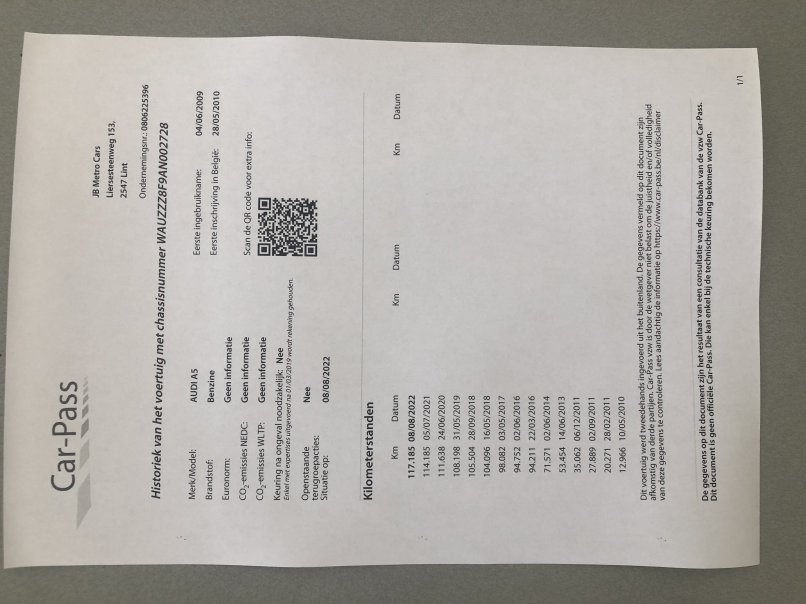 Car-Pass
JB Metro Cars
Liersesteenweg 153,
2547 Lint
Ondernemingsnr.: 0806225396
Historiek van het voertuig met chassisnummer WAUZZZ8F9AN002728
Merk/Model: AUDI A5
Brandstof: Benzine
Euronorm: Geen informatie
CO2-emissies NEDC: Geen informatie
CO2-emissies WLTP: Geen informatie
Keuring na ongeval noodzakelijk: Nee
Enkel met expertises uitgevoerd na 01/03/2019 wordt rekening gehouden.
Openstaande terugroepacties: Nee
Situatie op: 08/08/2022
Eerste ingebruikname: 04/06/2009
Eerste inschrijving in België: 28/05/2010
Scan de QR code voor extra info:
Kilometerstanden
Km Datum Km Datum Km Datum
117.185 08/08/2022
114.185 05/07/2021
111.638 24/06/2020
108.198 31/05/2019
105.504 28/09/2018
104.096 16/05/2018
98.082 03/05/2017
94.752 02/06/2016
94.211 22/03/2016
71.571 02/06/2014
53.454 14/06/2013
35.062 06/12/2011
27.889 02/09/2011
20.271 28/02/2011
12.966 10/05/2010
Dit voertuig werd tweedehands ingevoerd uit het buitenland. De gegevens vermeld op dit document zijn
afkomstig van derde partijen. Car-Pass vzw is door de wetgever niet belast om de juistheid en/of volledigheid
van deze gegevens te controleren. Lees aandachtig de informatie op https://www.car-pass.be/nl/disclaimer
De gegevens op dit document zijn het resultaat van een consultatie van de databank van de vzw Car-Pass.
Dit document is geen officiële Car-Pass. Die kan enkel bij de technische keuring bekomen worden.
1/1